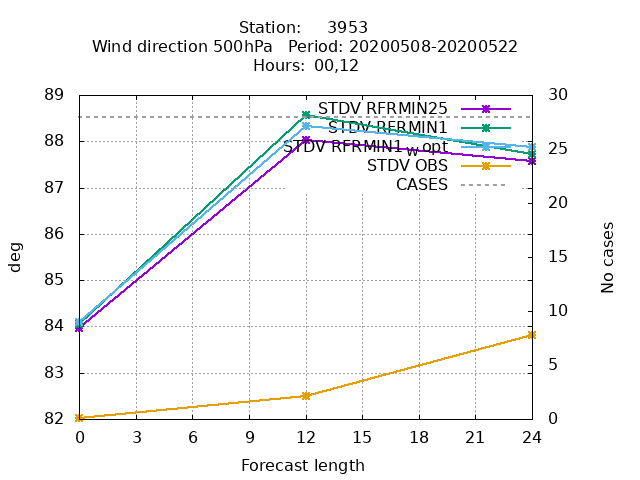 Station:     3953
Wind direction 500hPa   Period: 20200508-20200522
Hours:  00,12
89
88
87
86
85
84
83
82
30
25
20
15
10
5
0
STDV RFRMIN25
STDV RFRMIN1
STDV RFRMIN1_w_opt
STDV OBS
CASES
deg
No cases
0 3 6 9 12 15 18 21 24
Forecast length